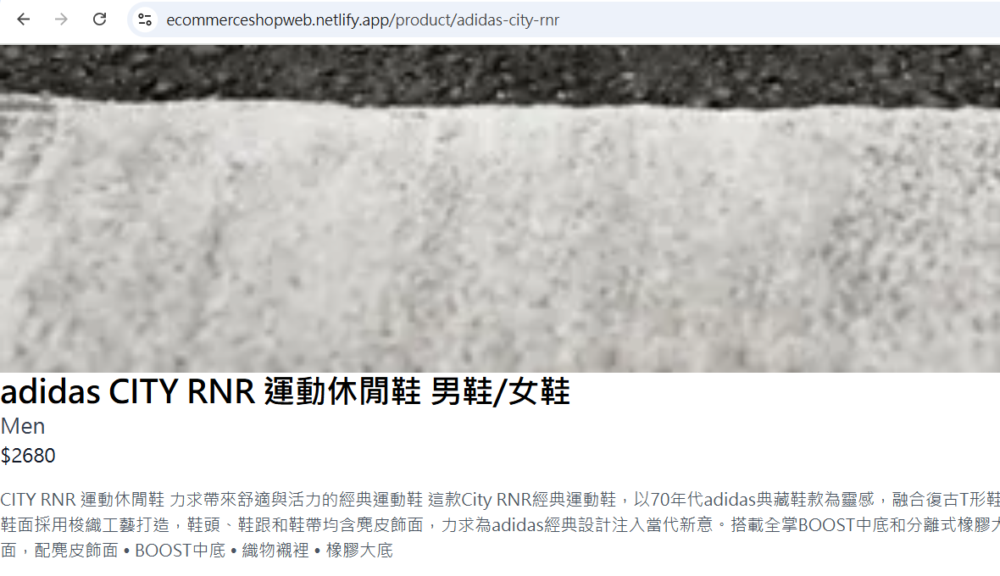 ecommerceshopweb.netlify.app/product/adidas-city-rnr
adidas CITY RNR 運動休閒鞋 男鞋/女鞋
Men
$2680
CITY RNR 運動休閒鞋 力求帶來舒適與活力的經典運動鞋 這款City RNR經典運動鞋，以70年代adidas典藏鞋款為靈感，融合復古T形鞋
鞋面採用梭織工藝打造，鞋頭、鞋跟和鞋帶均含麂皮飾面，力求為adidas經典設計注入當代新意。搭載全掌BOOST中底和分離式橡膠大
面，配麂皮飾面 • BOOST中底 • 織物襯裡 • 橡膠大底